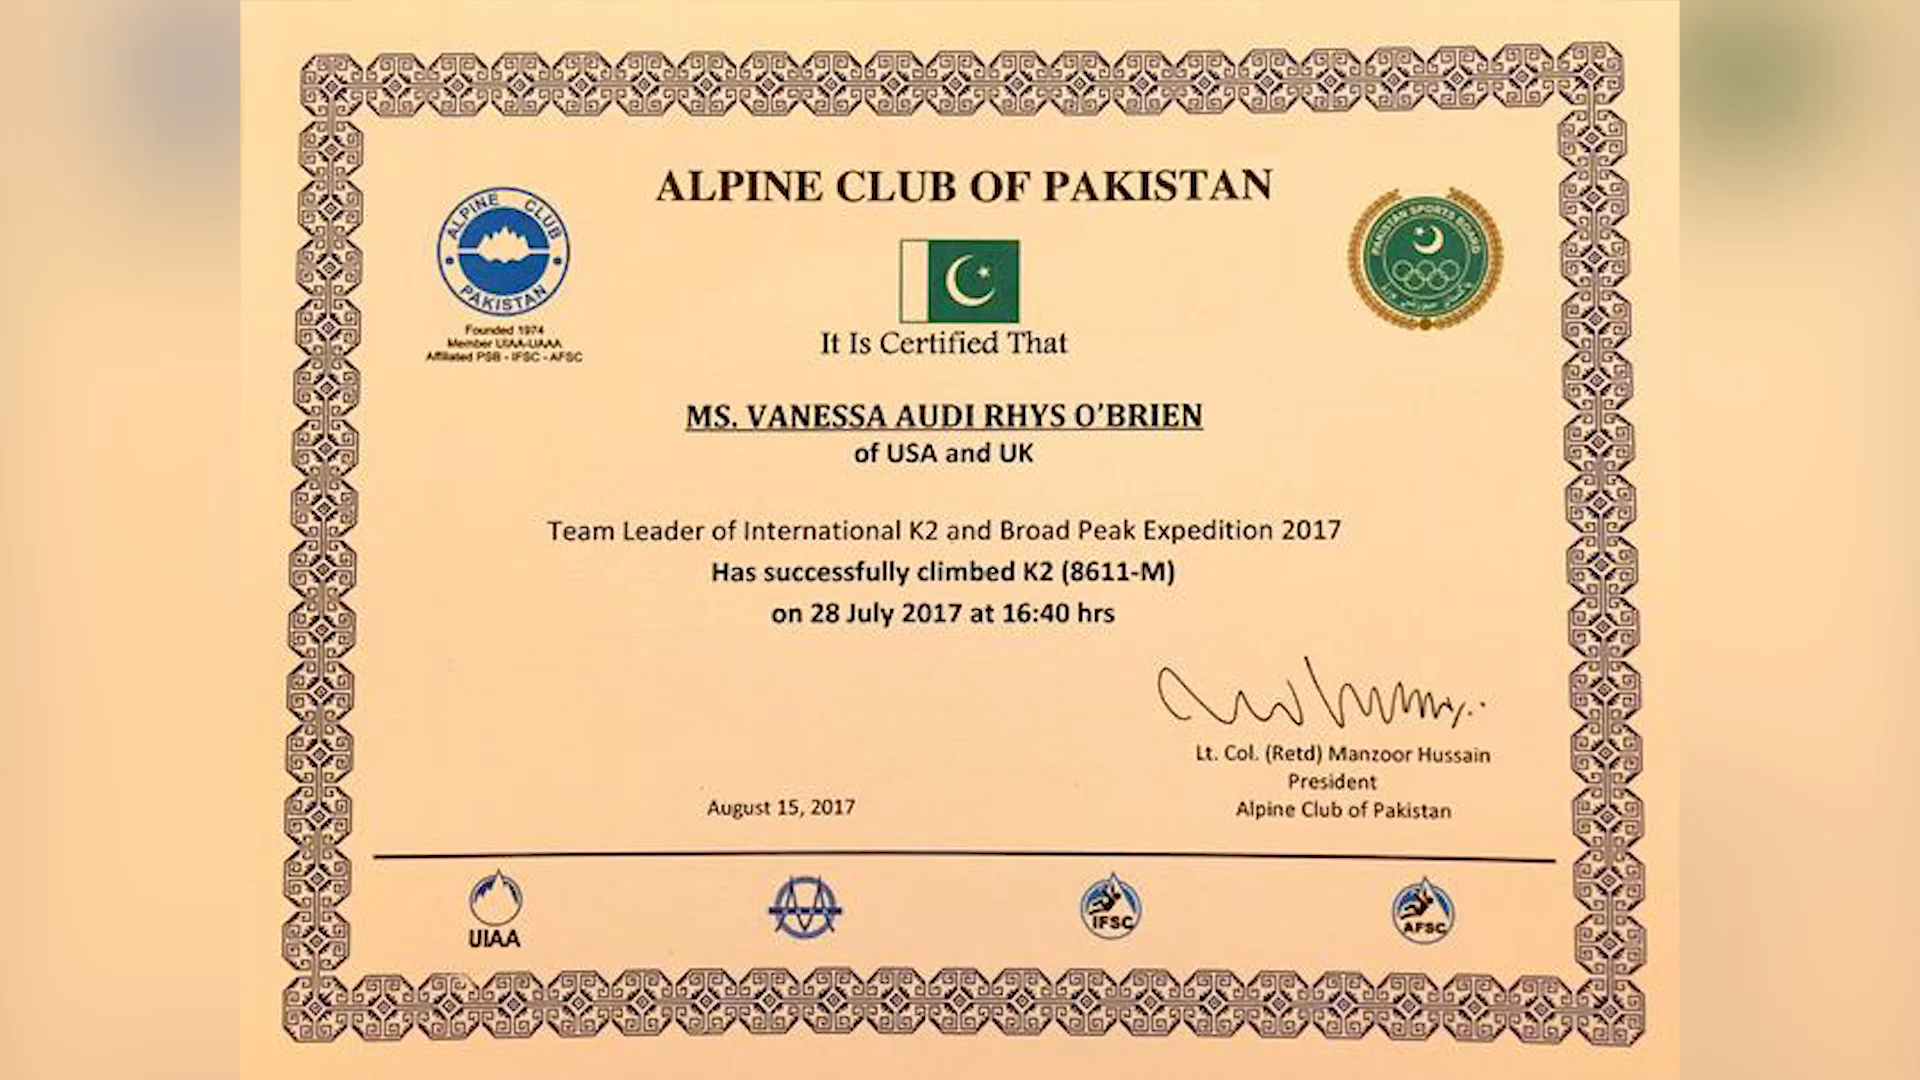 ALPINE CLUB OF PAKISTAN
ALPINE CLUB
PAKISTAN
Founded 1974
Member UIAA-UAAA
Affiliated PSB - IFSC - AFSC
PAKISTAN SPORTS BOARD
It Is Certified That
MS. VANESSA AUDI RHYS O’BRIEN
of USA and UK
Team Leader of International K2 and Broad Peak Expedition 2017
Has successfully climbed K2 (8611-M)
on 28 July 2017 at 16:40 hrs
Lt. Col. (Retd) Manzoor Hussain
President
Alpine Club of Pakistan
August 15, 2017
UIAA
IFSC
AFSC